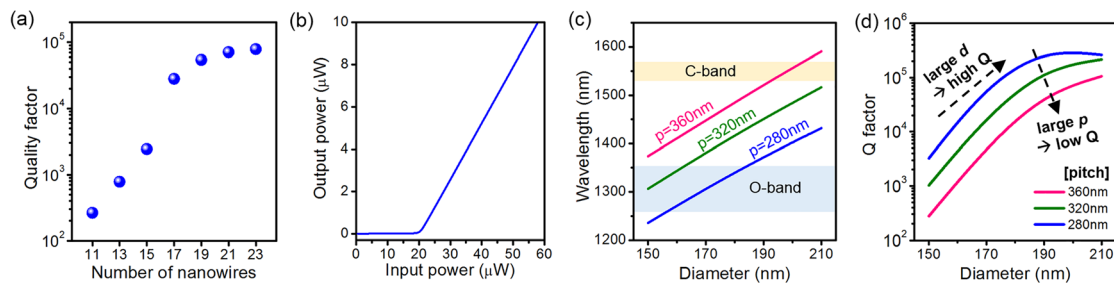 (a)
Quality factor
10^5
10^4
10^3
10^2
11 13 15 17 19 21 23
Number of nanowires
(b)
Output power (μW)
10
8
6
4
2
0
0 10 20 30 40 50 60
Input power (μW)
(c)
Wavelength (nm)
1600
1500
1400
1300
1200
C-band
p=360nm
p=320nm
p=280nm
O-band
150 170 190 210
Diameter (nm)
(d)
Q factor
10^6
10^5
10^4
10^3
10^2
large d
→ high Q
large p
→ low Q
[pitch]
360nm
320nm
280nm
150 170 190 210
Diameter (nm)